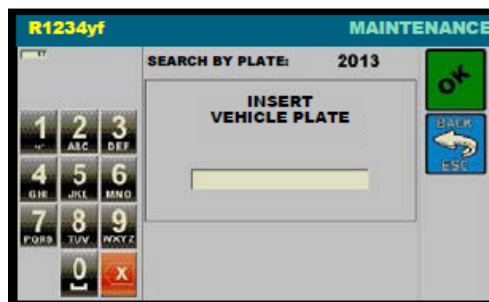 R1234yf MAINTENANCE
SEARCH BY PLATE: 2013
INSERT
VEHICLE PLATE
OK
BACK
ESC
1 2 3
ABC DEF
4 5 6
GHI JKL MNO
7 8 9
PQRS TUV WXYZ
0 X